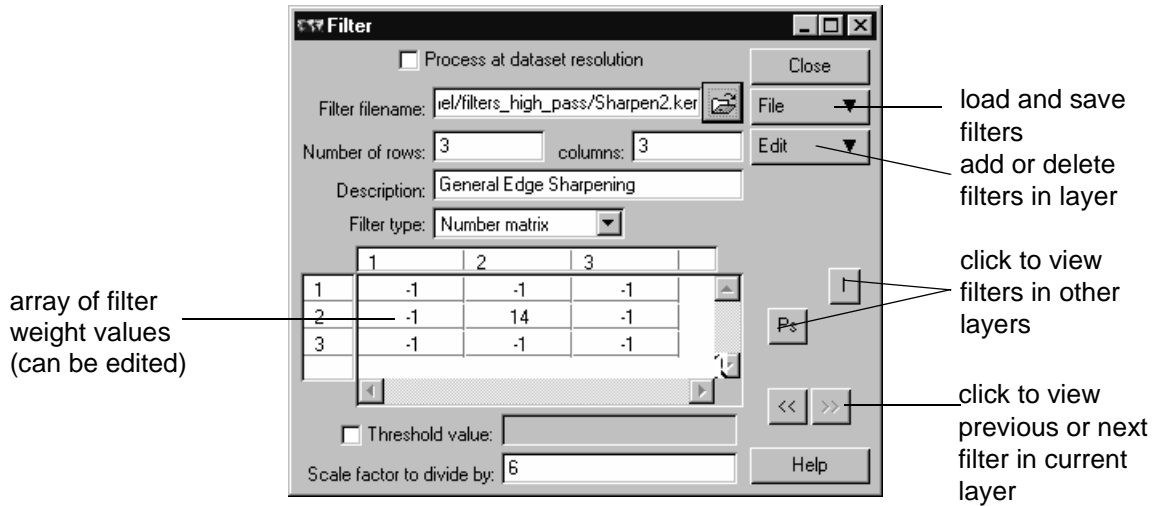 Filter
Process at dataset resolution
Close
Filter filename: iel/filters_high_pass/Sharpen2.ker
File
Number of rows: 3 columns: 3
Edit
Description: General Edge Sharpening
Filter type: Number matrix
1 2 3
1 -1 -1 -1
2 -1 14 -1
3 -1 -1 -1
I
Ps
<< >>
Threshold value:
Scale factor to divide by: 6
Help
load and save
filters
add or delete
filters in layer
click to view
filters in other
layers
click to view
previous or next
filter in current
layer
array of filter
weight values
(can be edited)